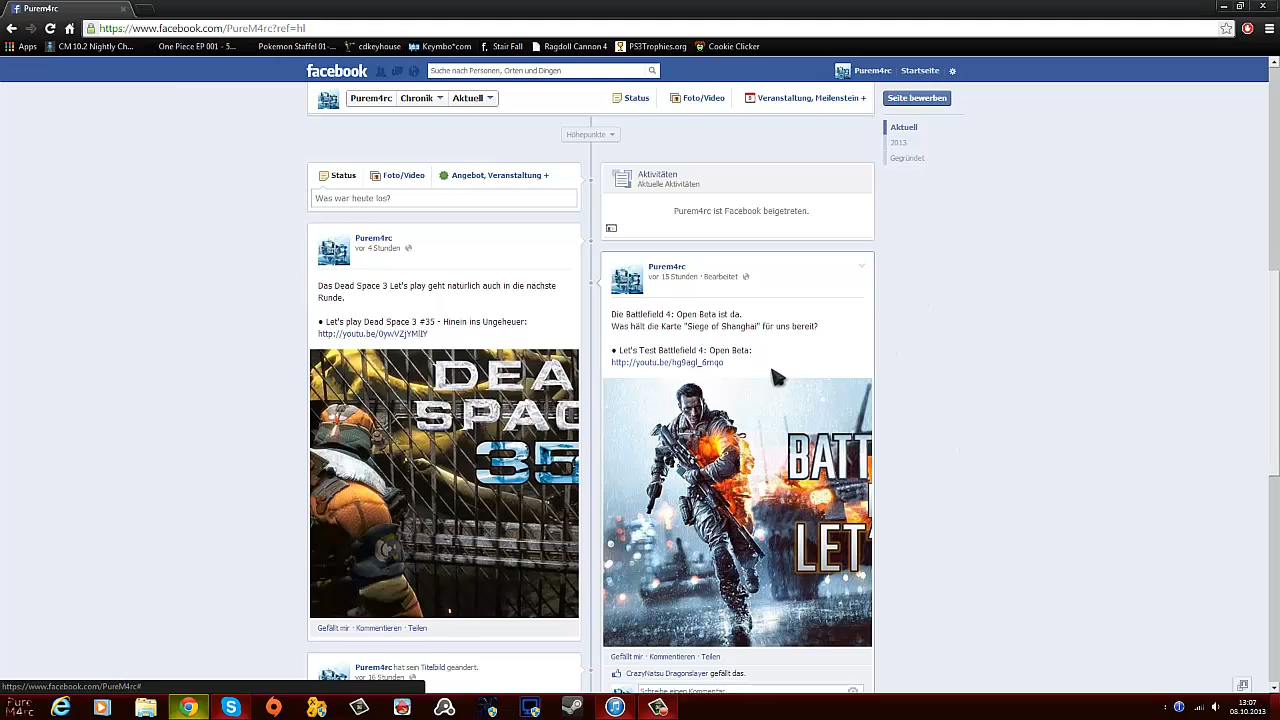 Purem4rc
https://www.facebook.com/PureM4rc?ref=hl
Apps CM 10.2 Nightly Ch... One Piece EP 001 - 5... Pokemon Staffel 01-... cdkeyhouse Keymbo*com Stair Fall Ragdoll Cannon 4 PS3Trophies.org Cookie Clicker
facebook Suche nach Personen, Orten und Dingen Purem4rc Startseite
Purem4rc Chronik Aktuell Status Foto/Video Veranstaltung, Meilenstein + Seite bewerben
Aktuell
2013
Gegründet
Höhepunkte
Status Foto/Video Angebot, Veranstaltung +
Was war heute los?
Aktivitäten
Aktuelle Aktivitäten
Purem4rc ist Facebook beigetreten.
Purem4rc
vor 4 Stunden
Das Dead Space 3 Let's play geht natürlich auch in die nächste
Runde.
● Let's play Dead Space 3 #35 - Hinein ins Ungeheuer:
DEA
SPAC
35
Gefällt mir · Kommentieren · Teilen
Purem4rc hat sein Titelbild geändert.
vor 16 Stunden
Purem4rc
vor 15 Stunden · Bearbeitet
Die Battlefield 4: Open Beta ist da.
Was hält die Karte "Siege of Shanghai" für uns bereit?
● Let's Test Battlefield 4: Open Beta:
http://youtu.be/hg9agl_6mqo
BATT
LET'
Gefällt mir · Kommentieren · Teilen
CrazyNatsu Dragonslayer gefällt das.
Schreibe einen Kommentar...
https://www.facebook.com/PureM4rc#
Pure
M4rc
13:07
08.10.2013